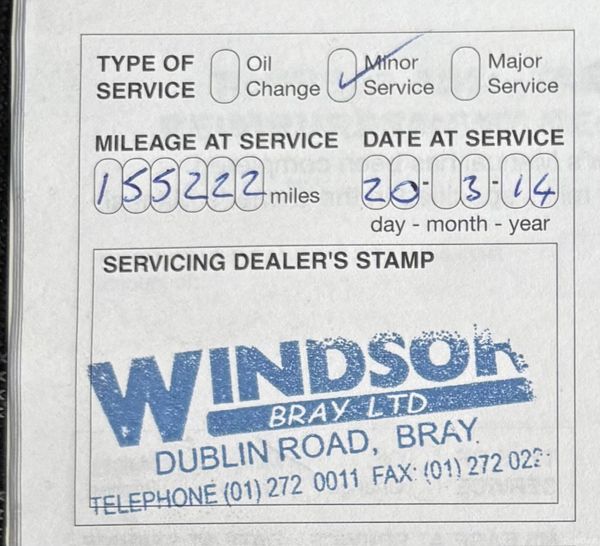 TYPE OF SERVICE
Oil Change
Minor Service
Major Service
MILEAGE AT SERVICE
155222 miles
DATE AT SERVICE
20-3-14
day - month - year
SERVICING DEALER'S STAMP
WINDSOR
BRAY LTD
DUBLIN ROAD, BRAY.
TELEPHONE (01) 272 0011 FAX: (01) 272